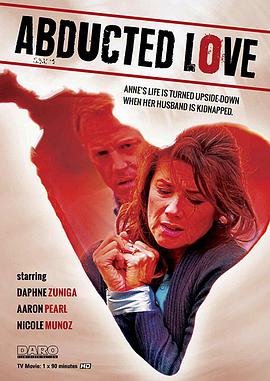 ABDUCTED LOVE
ANNE'S LIFE IS TURNED UPSIDE-DOWN
WHEN HER HUSBAND IS KIDNAPPED.
starring
DAPHNE ZUNIGA
AARON PEARL
NICOLE MUNOZ
DARO
TV Movie: 1 x 90 minutes HD